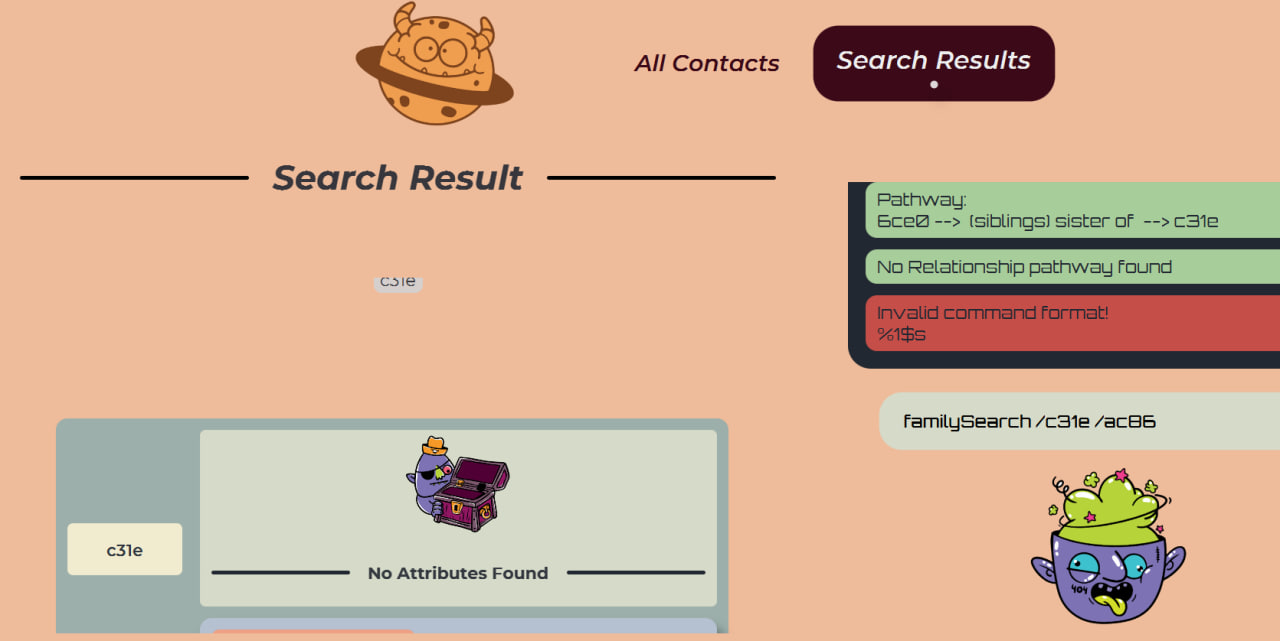 All Contacts
Search Results
Search Result
c31e
c31e
No Attributes Found
Pathway:
6ce0 --> (siblings) sister of --> c31e
No Relationship pathway found
Invalid command format!
%1$s
familySearch /c31e /ac86
404